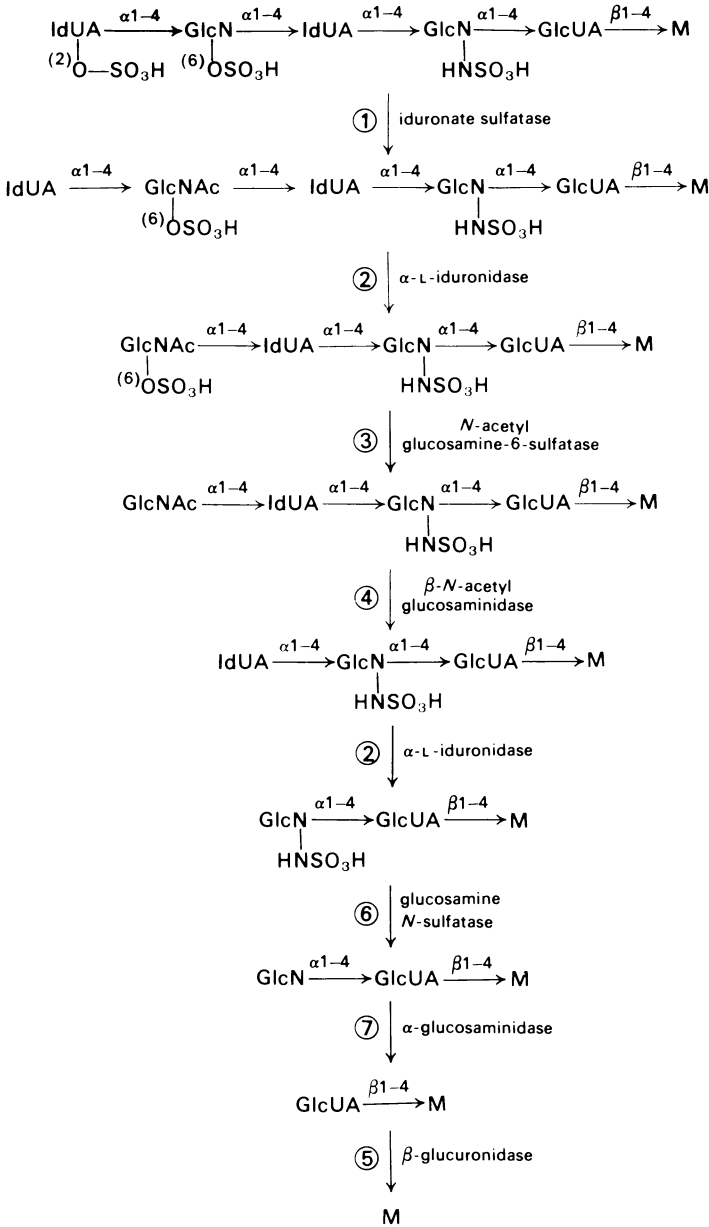 α1–4 α1–4 α1–4 α1–4 β1–4
IdUA GlcN IdUA GlcN GlcUA M
(2) O—SO₃H (6) OSO₃H HNSO₃H
① iduronate sulfatase
α1–4 α1–4 α1–4 α1–4 β1–4
IdUA GlcNAc IdUA GlcN GlcUA M
(6) OSO₃H HNSO₃H
② α-L-iduronidase
α1–4 α1–4 α1–4 β1–4
GlcNAc IdUA GlcN GlcUA M
(6) OSO₃H HNSO₃H
③ N-acetyl
glucosamine-6-sulfatase
α1–4 α1–4 α1–4 β1–4
GlcNAc IdUA GlcN GlcUA M
HNSO₃H
④ β-N-acetyl
glucosaminidase
α1–4 α1–4 β1–4
IdUA GlcN GlcUA M
HNSO₃H
② α-L-iduronidase
α1–4 β1–4
GlcN GlcUA M
HNSO₃H
⑥ glucosamine
N-sulfatase
α1–4 β1–4
GlcN GlcUA M
⑦ α-glucosaminidase
β1–4
GlcUA M
⑤ β-glucuronidase
M